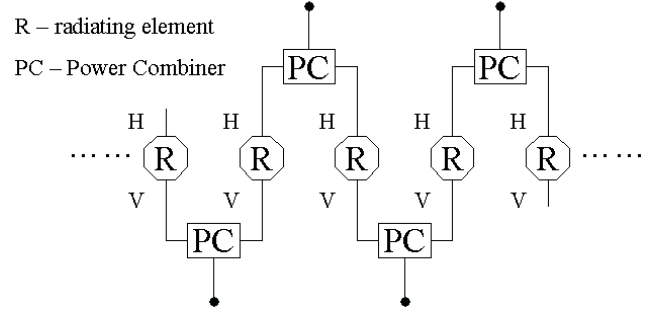 R – radiating element
PC – Power Combiner
PC PC
H H H H H
...... R R R R R ......
V V V V V
PC PC